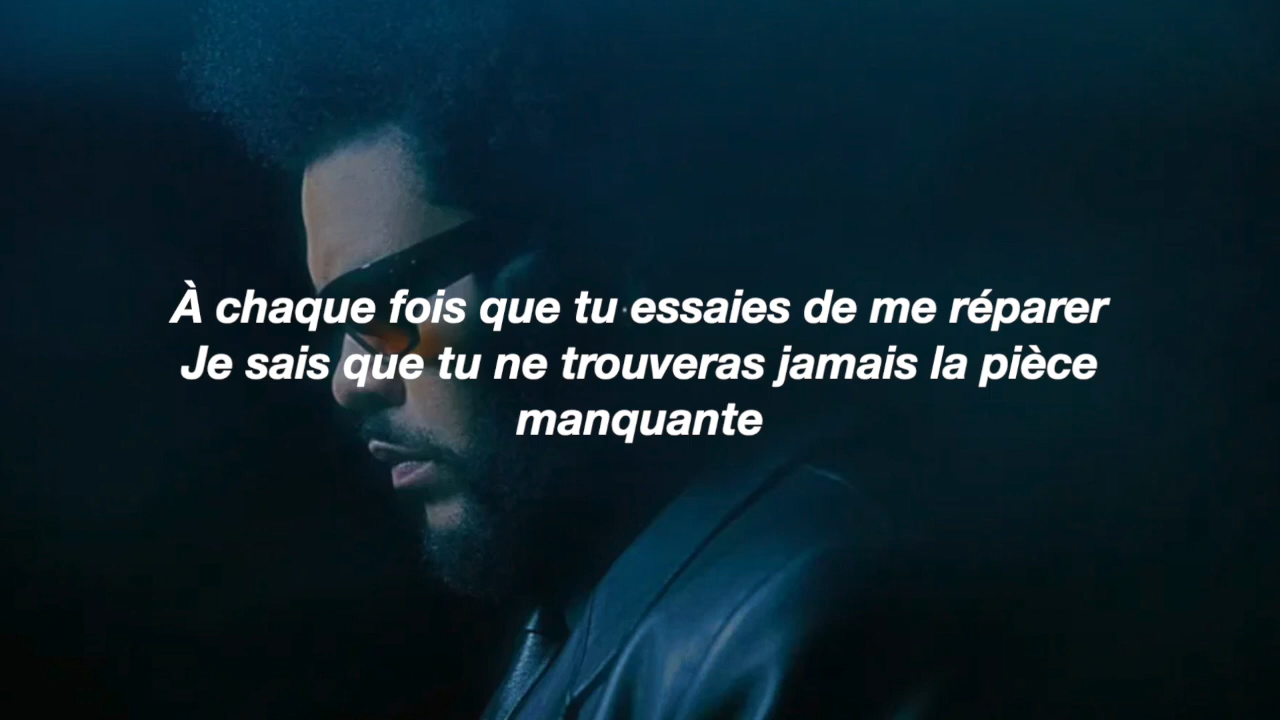 À chaque fois que tu essaies de me réparer
Je sais que tu ne trouveras jamais la pièce
manquante